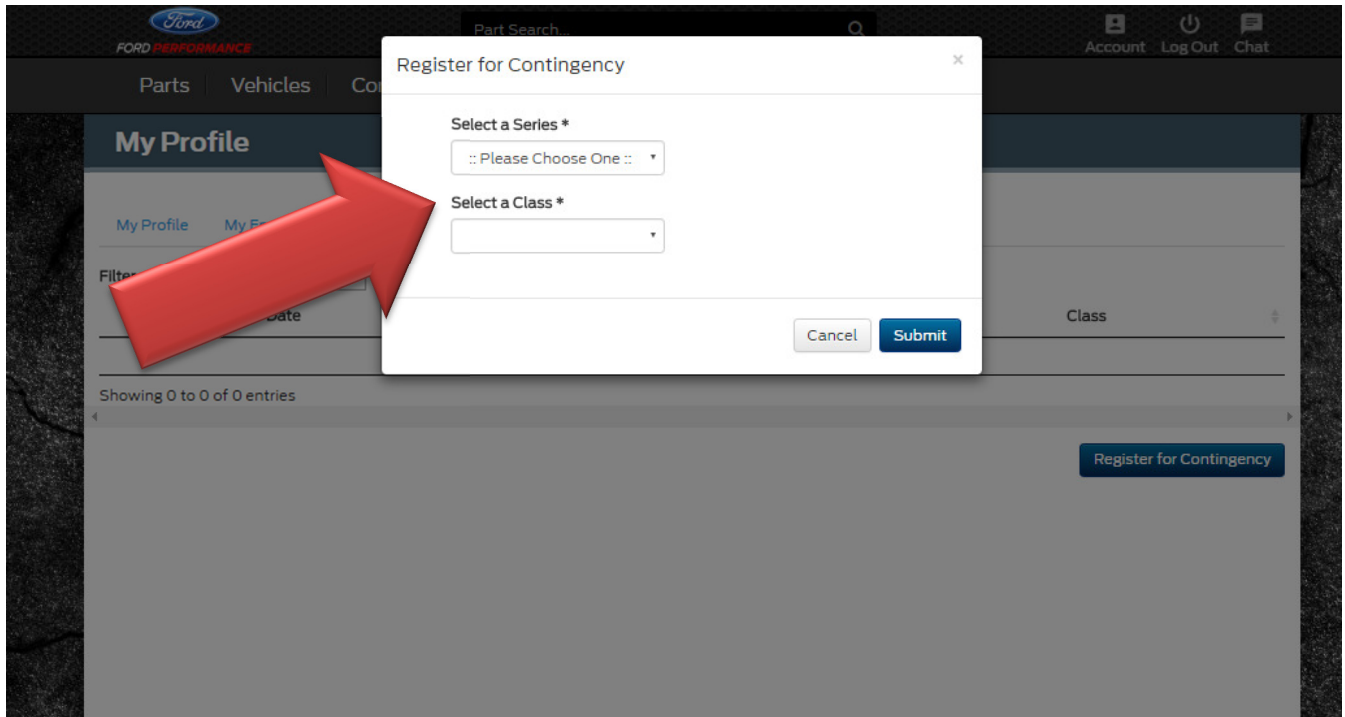 Ford
FORD PERFORMANCE
Part Search...
Account Log Out Chat
Parts Vehicles
Register for Contingency
×
My Profile
Select a Series *
:: Please Choose One ::
Select a Class *
My Profile
Filter
Date
Class
Cancel Submit
Showing 0 to 0 of 0 entries
Register for Contingency